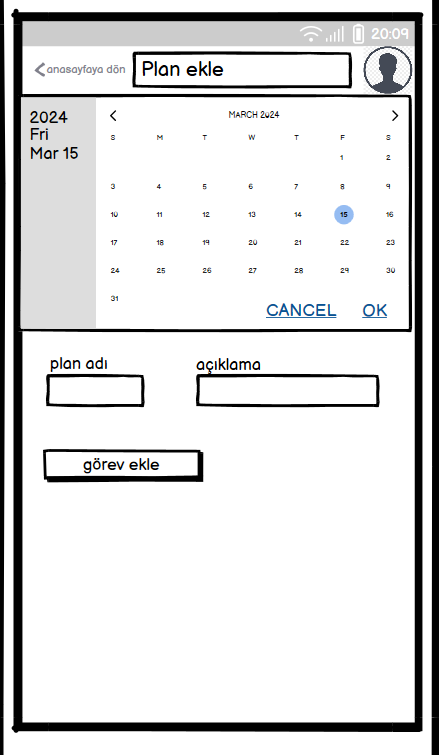 20:09
anasayfaya dön
Plan ekle
2024
Fri
Mar 15
MARCH 2024
S M T W T F S
1 2
3 4 5 6 7 8 9
10 11 12 13 14 15 16
17 18 19 20 21 22 23
24 25 26 27 28 29 30
31
CANCEL OK
plan adı açıklama
görev ekle